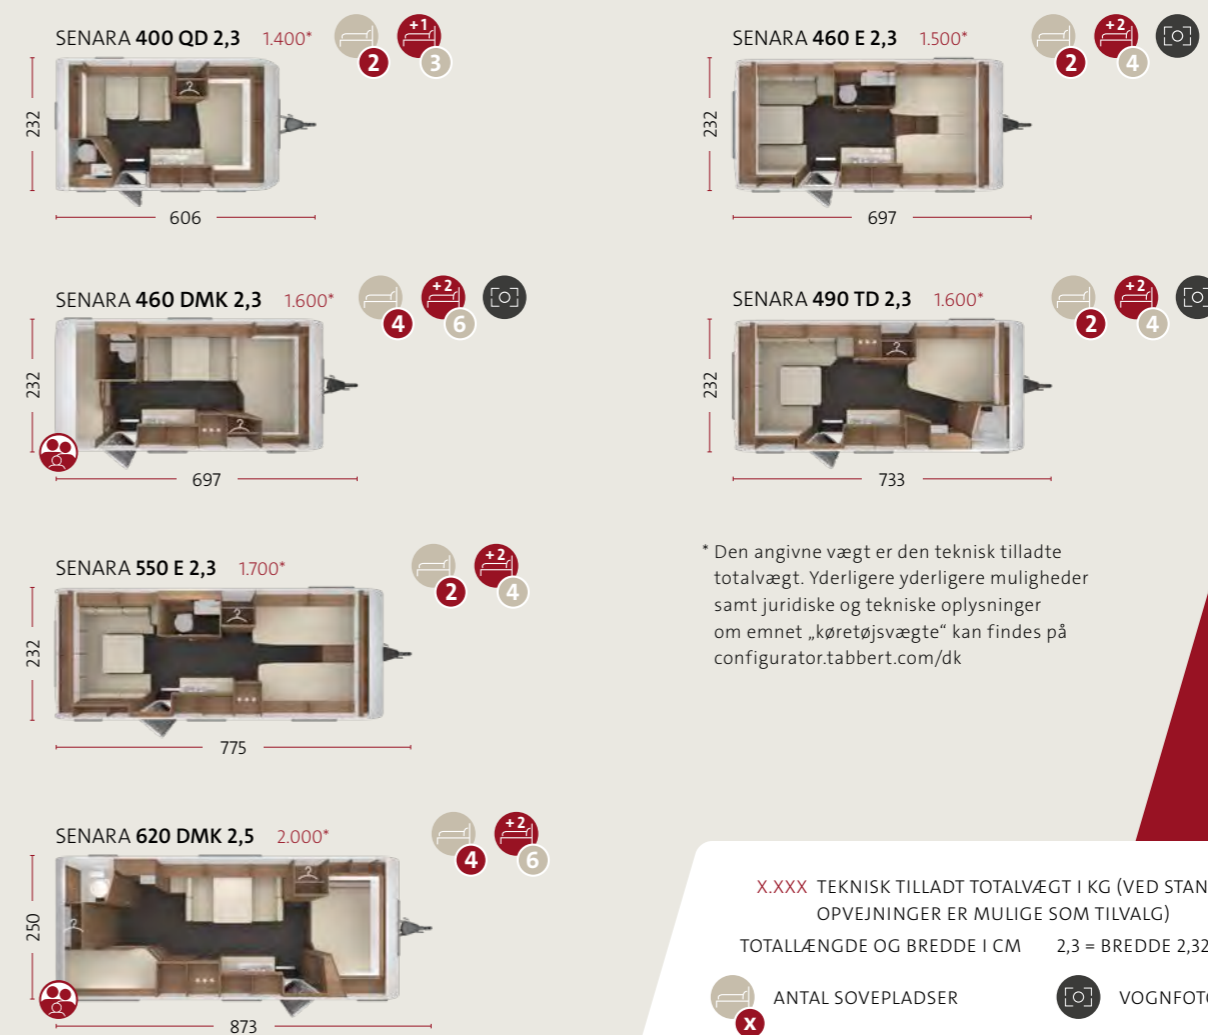 SENARA 400 QD 2,3 1.400*
2
+1
3
232
606
SENARA 460 E 2,3 1.500*
2
+2
4
232
697
SENARA 460 DMK 2,3 1.600*
4
+2
6
232
697
SENARA 490 TD 2,3 1.600*
2
+2
4
232
733
SENARA 550 E 2,3 1.700*
2
+2
4
232
775
* Den angivne vægt er den teknisk tilladte
totalvægt. Yderligere yderligere muligheder
samt juridiske og tekniske oplysninger
om emnet „køretøjsvægte“ kan findes på
configurator.tabbert.com/dk
SENARA 620 DMK 2,5 2.000*
4
+2
6
250
873
X.XXX TEKNISK TILLADT TOTALVÆGT I KG (VED STAN
OPVEJNINGER ER MULIGE SOM TILVALG)
TOTALLÆNGDE OG BREDDE I CM 2,3 = BREDDE 2,32
ANTAL SOVEPLADSER
X
VOGNFOTO